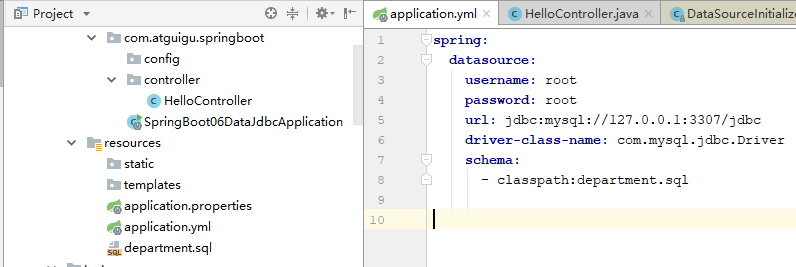 Project
com.atguigu.springboot
config
controller
HelloController
SpringBoot06DataJdbcApplication
resources
static
templates
application.properties
application.yml
department.sql
application.yml HelloController.java DataSourceInitialize
1 spring:
2 datasource:
3 username: root
4 password: root
5 url: jdbc:mysql://127.0.0.1:3307/jdbc
6 driver-class-name: com.mysql.jdbc.Driver
7 schema:
8 - classpath:department.sql
9
10